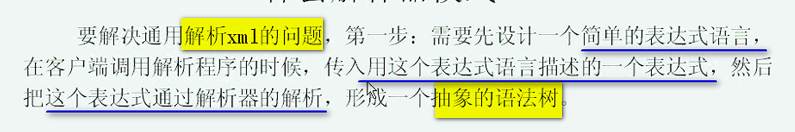 要解决通用解析xml的问题，第一步：需要先设计一个简单的表达式语言，
在客户端调用解析程序的时候，传入用这个表达式语言描述的一个表达式，然后
把这个表达式通过解析器的解析，形成一个抽象的语法树。